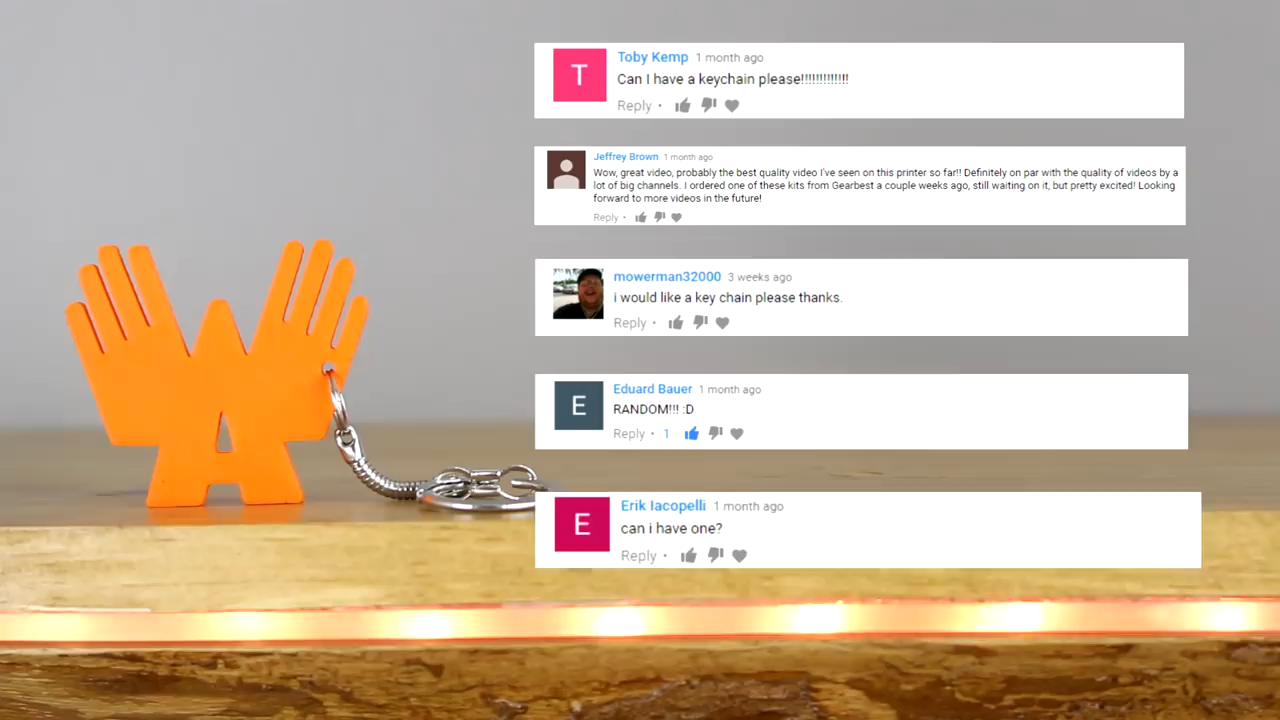 T
Toby Kemp 1 month ago
Can I have a keychain please!!!!!!!!!!!!!
Reply •
Jeffrey Brown 1 month ago
Wow, great video, probably the best quality video I've seen on this printer so far!! Definitely on par with the quality of videos by a
lot of big channels. I ordered one of these kits from Gearbest a couple weeks ago, still waiting on it, but pretty excited! Looking
forward to more videos in the future!
Reply •
mowerman32000 3 weeks ago
i would like a key chain please thanks.
Reply •
E
Eduard Bauer 1 month ago
RANDOM!!! :D
Reply • 1
E
Erik Iacopelli 1 month ago
can i have one?
Reply •
WA